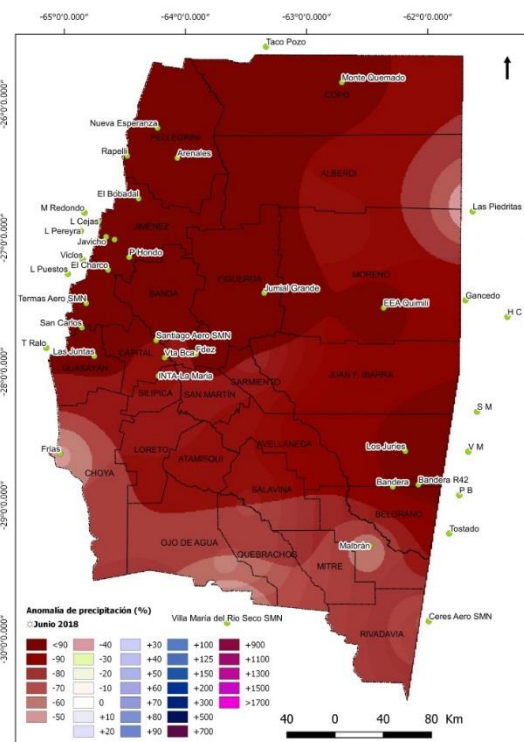 -65°0'0.000"
-64°0'0.000"
-63°0'0.000"
-62°0'0.000"
Taco Pozo
-26°0'0.000"
Monte Quemado
COPO
Nueva Esperanza
PELLEGRINI
Rapelli
Arenales
ALBERDI
El Bobadal
Las Piedritas
M Redondo
L Cejas
JIMÉNEZ
L Pereyra
-27°0'0.000"
Javicho
P Hondo
Viclos
El Charco
MORENO
L Puestos
FIGUEROA
BANDA
Jumial Grande
Gancedo
Termas Aero SMN
EEA Quimilí
H C
San Carlos
Santiago Aero SMN
T Ralo
Las Juntas
CAPITAL
Fdez
Vta Bca
-28°0'0.000"
GUASAYÁN
INTA-La María
SARMIENTO
JUAN F. IBARRA
SILIPICA
SAN MARTÍN
S M
Frías
LORETO
AVELLANEDA
Los Juríes
V M
ATAMISQUI
CHOYA
SALAVINA
Bandera
Bandera R42
P B
-29°0'0.000"
BELGRANO
OJO DE AGUA
Malbrán
Tostado
QUEBRACHOS
MITRE
RIVADAVIA
Ceres Aero SMN
Villa María del Rio Seco SMN
-30°0'0.000"
Anomalía de precipitación (%)
Junio 2018
<90 -40 +30 +100 +900
-90 -30 +40 +125 +1100
-80 -20 +50 +150 +1300
-70 -10 +60 +200 +1500
-60 0 +70 +300 >1700
-50 +10 +80 +500
+20 +90 +700
40 0 40 80 Km